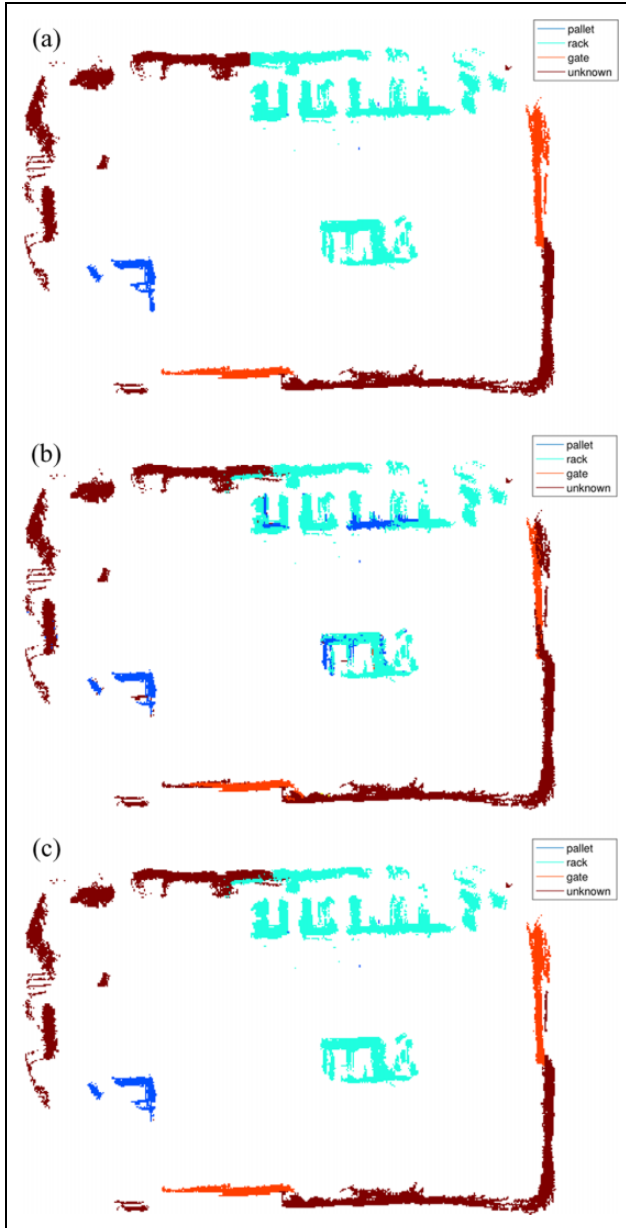 (a)
pallet
rack
gate
unknown
(b)
pallet
rack
gate
unknown
(c)
pallet
rack
gate
unknown